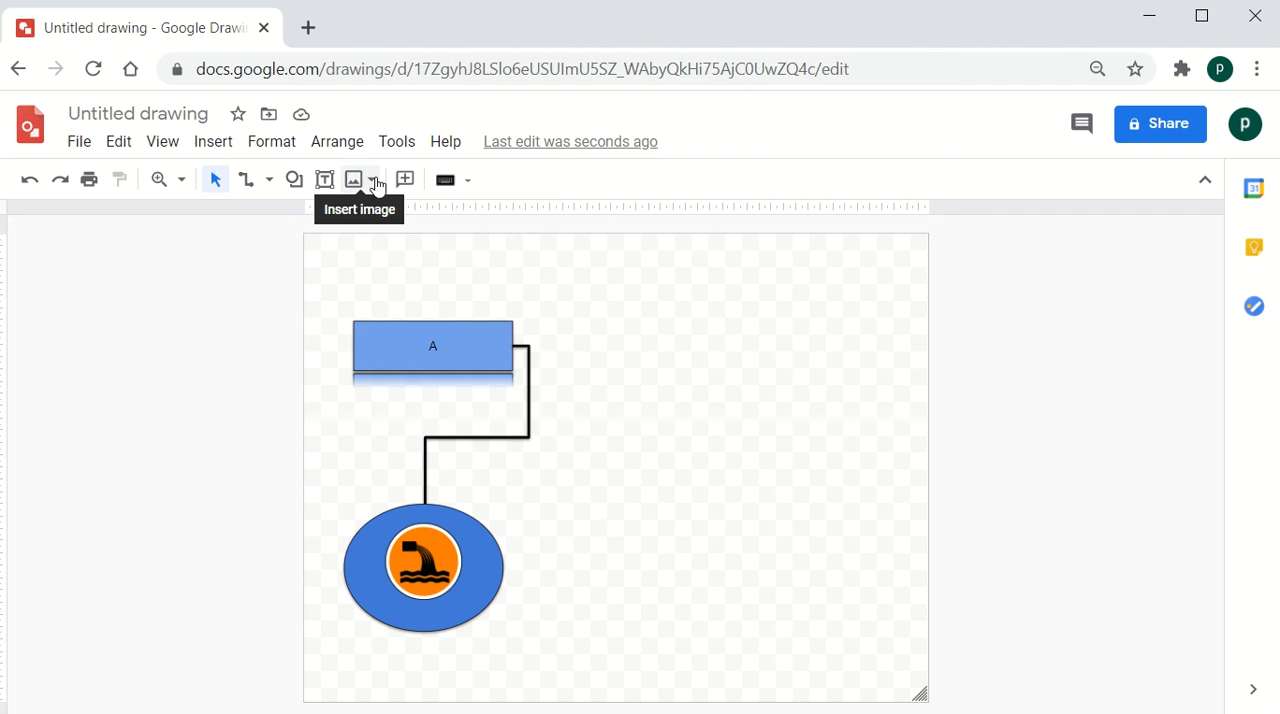 Untitled drawing - Google Drawi
docs.google.com/drawings/d/17ZgyhJ8LSlo6eUSUImU5SZ_WAbyQkHi75AjC0UwZQ4c/edit
p
Untitled drawing
File Edit View Insert Format Arrange Tools Help Last edit was seconds ago
Share
p
Insert image
31
A